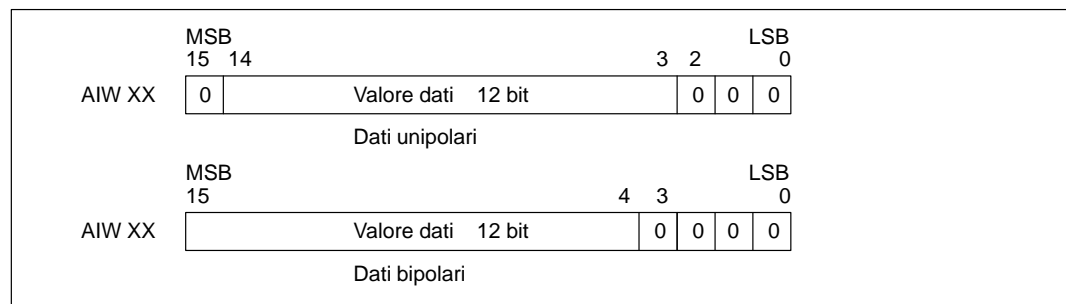 MSB LSB
15 14 3 2 0
AIW XX 0 Valore dati 12 bit 0 0 0
Dati unipolari
MSB LSB
15 4 3 0
AIW XX Valore dati 12 bit 0 0 0 0
Dati bipolari